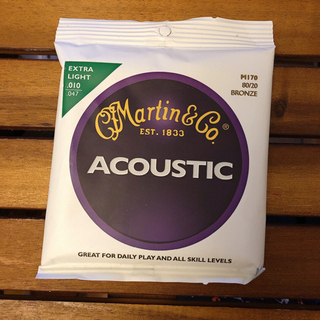 EXTRA
LIGHT
.010
.047
M170
80/20
BRONZE
CF Martin & Co.
EST. 1833
ACOUSTIC
GREAT FOR DAILY PLAY AND ALL SKILL LEVELS